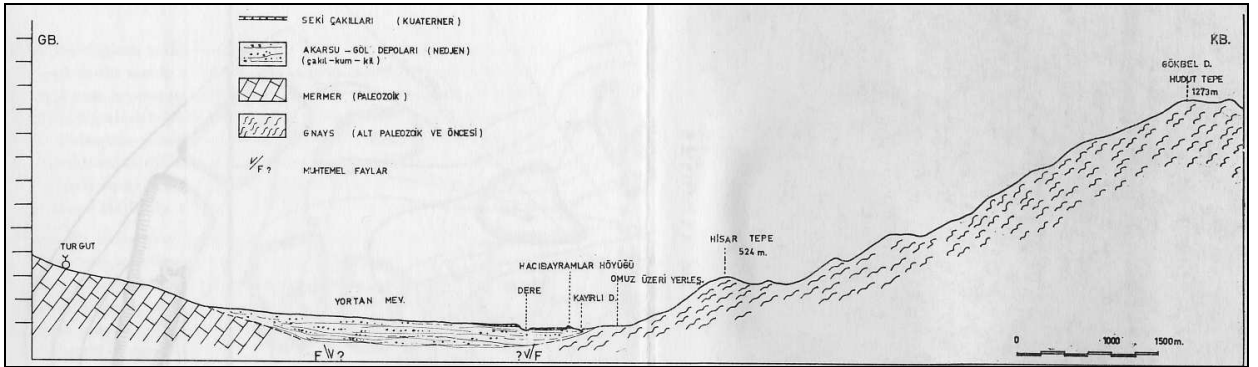 GB.
SEKİ ÇAKILLARI (KUATERNER)
AKARSU – GÖL DEPOLARI (NEOJEN)
(çakıl-kum-kil)
MERMER (PALEOZOİK)
GNAYS (ALT PALEOZOİK VE ÖNCESİ)
F ?
MUHTEMEL FAYLAR
KB.
GÖKBEL D.
HUDUT TEPE
1273m
TURGUT
HİSAR TEPE
524 m.
HACIBAYRAMLAR HÖYÜĞÜ
OMUZ ÜZERİ YERLEŞ.
DERE
KAYIRLI D.
YORTAN MEV.
F ?
? F
0 1000 1500m.